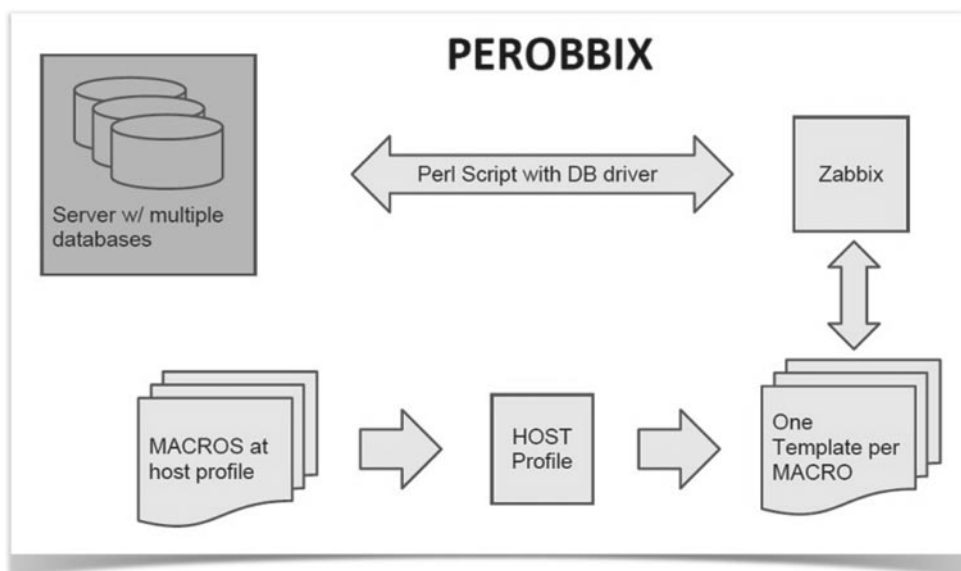 PEROBBIX
Server w/ multiple
databases
Perl Script with DB driver
Zabbix
MACROS at
host profile
HOST
Profile
One
Template per
MACRO